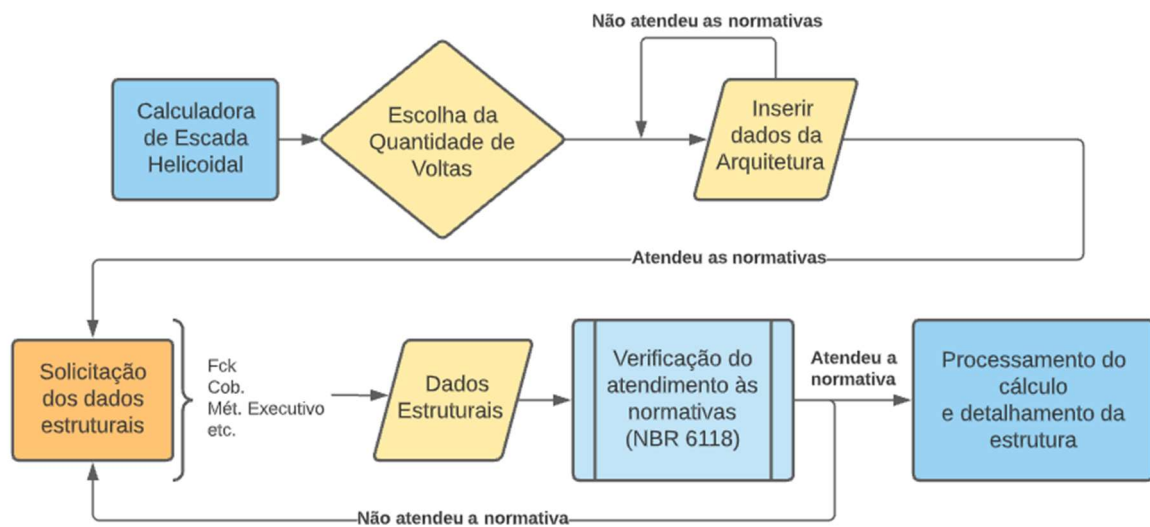 Não atendeu as normativas
Calculadora
de Escada
Helicoidal
Escolha da
Quantidade de
Voltas
Inserir
dados da
Arquitetura
Atendeu as normativas
Solicitação
dos dados
estruturais
Fck
Cob.
Mét. Executivo
etc.
Dados
Estruturais
Verificação do
atendimento às
normativas
(NBR 6118)
Atendeu a
normativa
Processamento do
cálculo
e detalhamento da
estrutura
Não atendeu a normativa